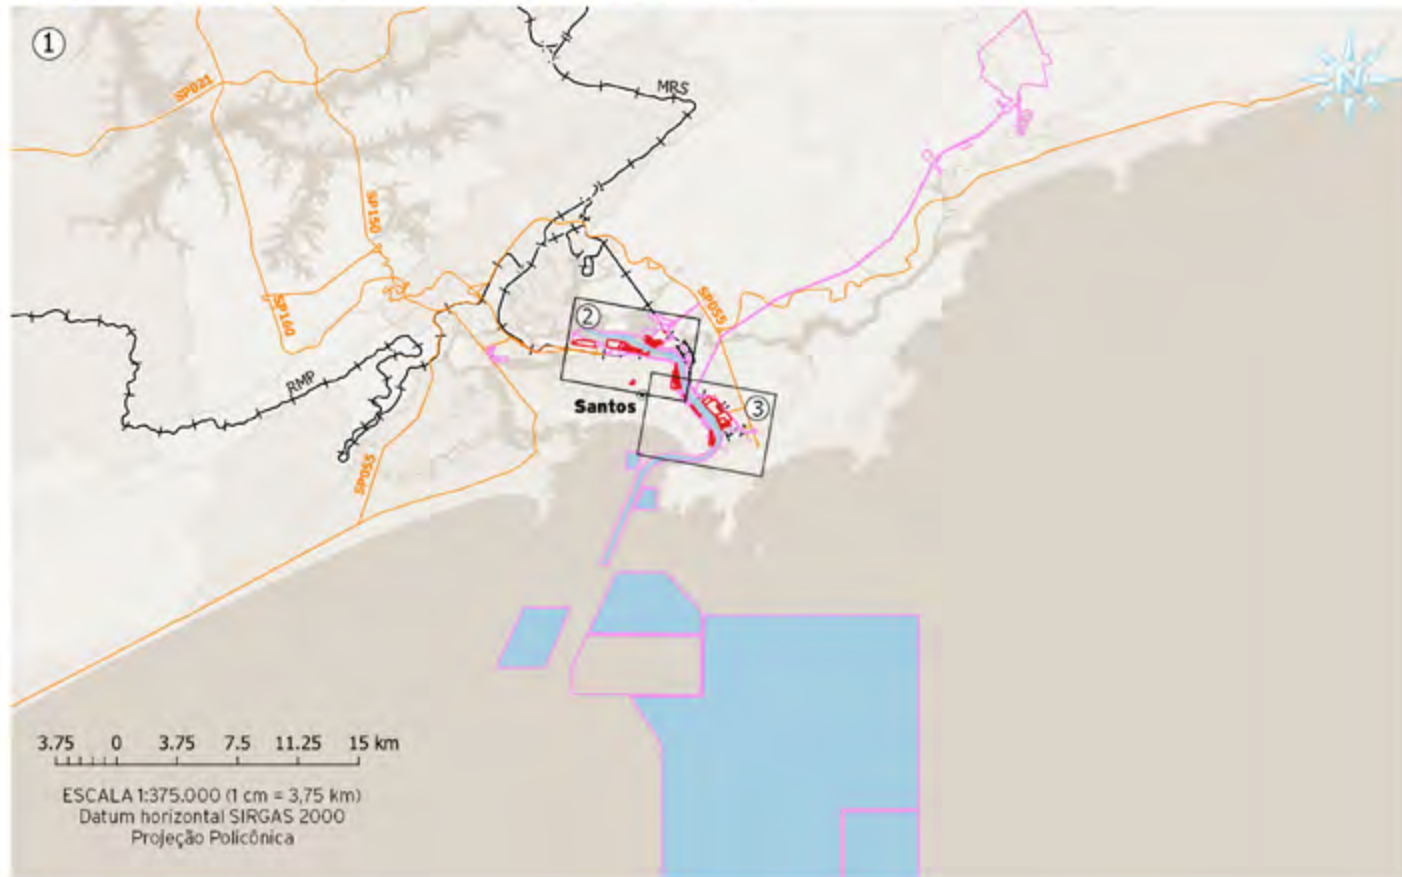 1
N
MRS
SP021
SP150
SP160
SP055
2
RMP
Santos
3
SP055
3.75 0 3.75 7.5 11.25 15 km
ESCALA 1:375.000 (1 cm = 3,75 km)
Datum horizontal SIRGAS 2000
Projeção Policônica